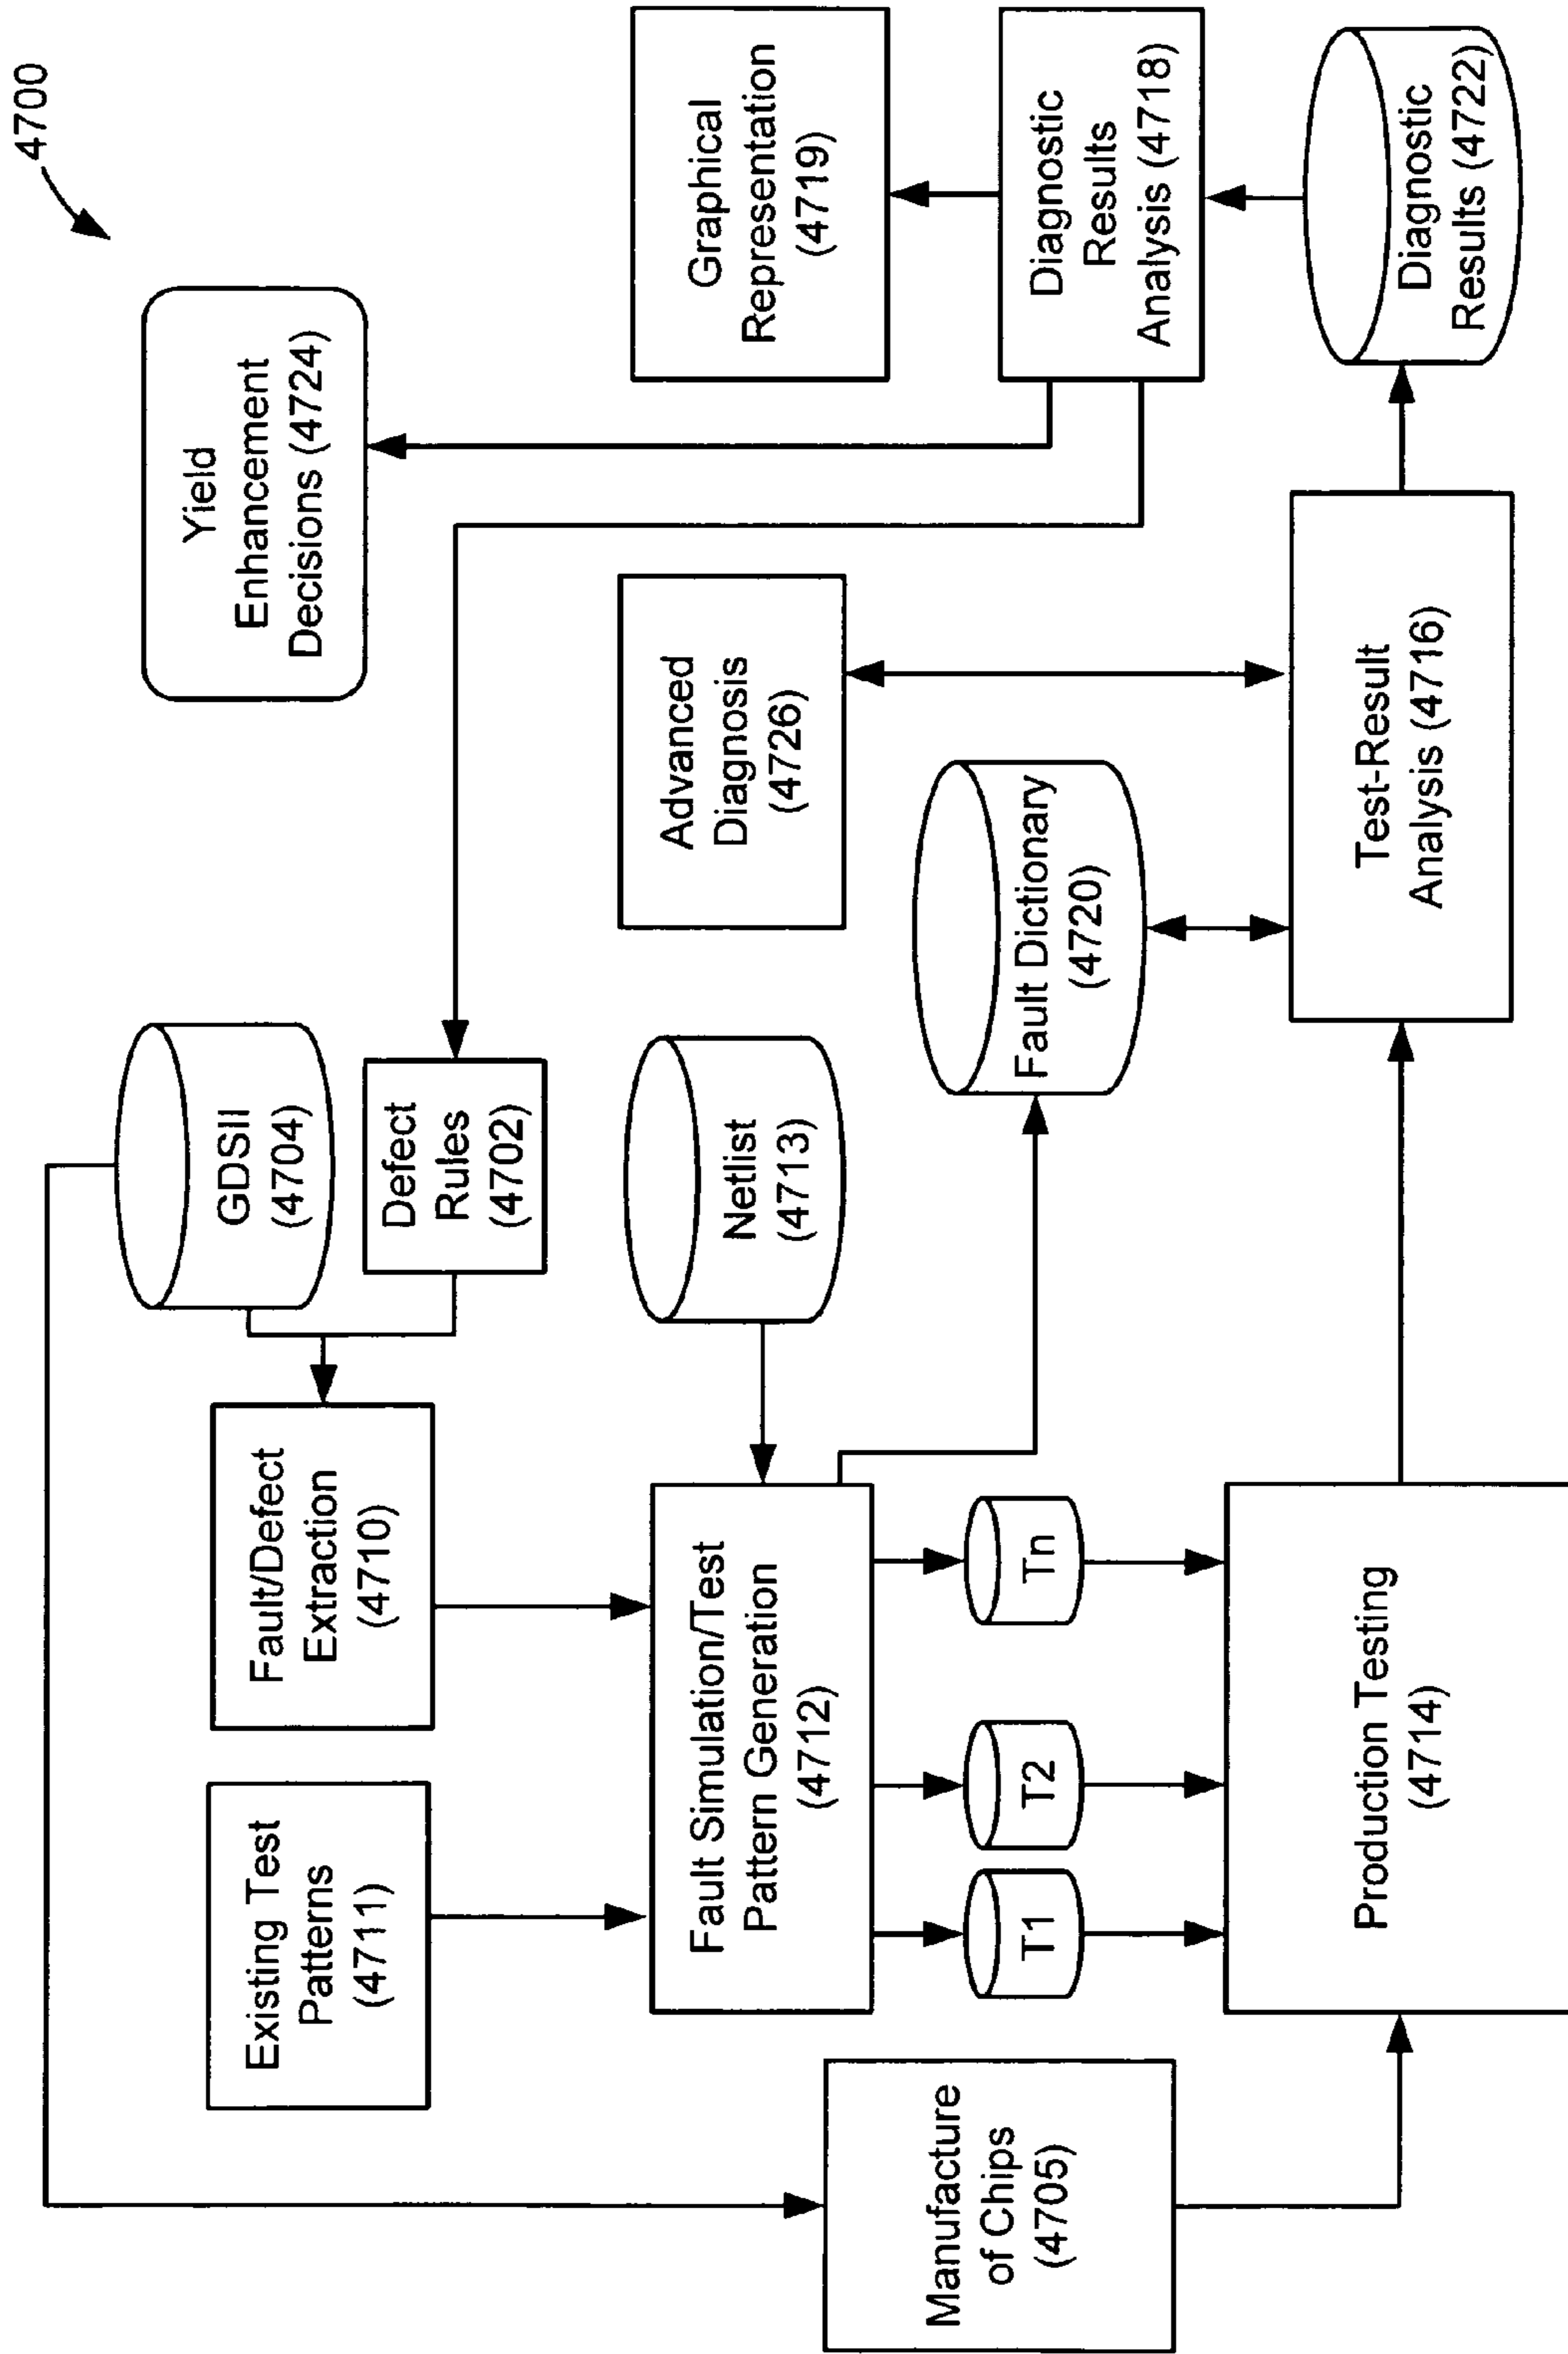 4700
GDSII
(4704)
Yield
Enhancement
Decisions (4724)
Existing Test
Patterns
(4711)
Fault/Defect
Extraction
(4710)
Defect
Rules
(4702)
Netlist
(4713)
Advanced
Diagnosis
(4726)
Graphical
Representation
(4719)
Manufacture
of Chips
(4705)
Fault Simulation/Test
Pattern Generation
(4712)
Fault Dictionary
(4720)
Diagnostic
Results
Analysis (4718)
T1
T2
Tn
Production Testing
(4714)
Test-Result
Analysis (4716)
Diagnostic
Results (4722)